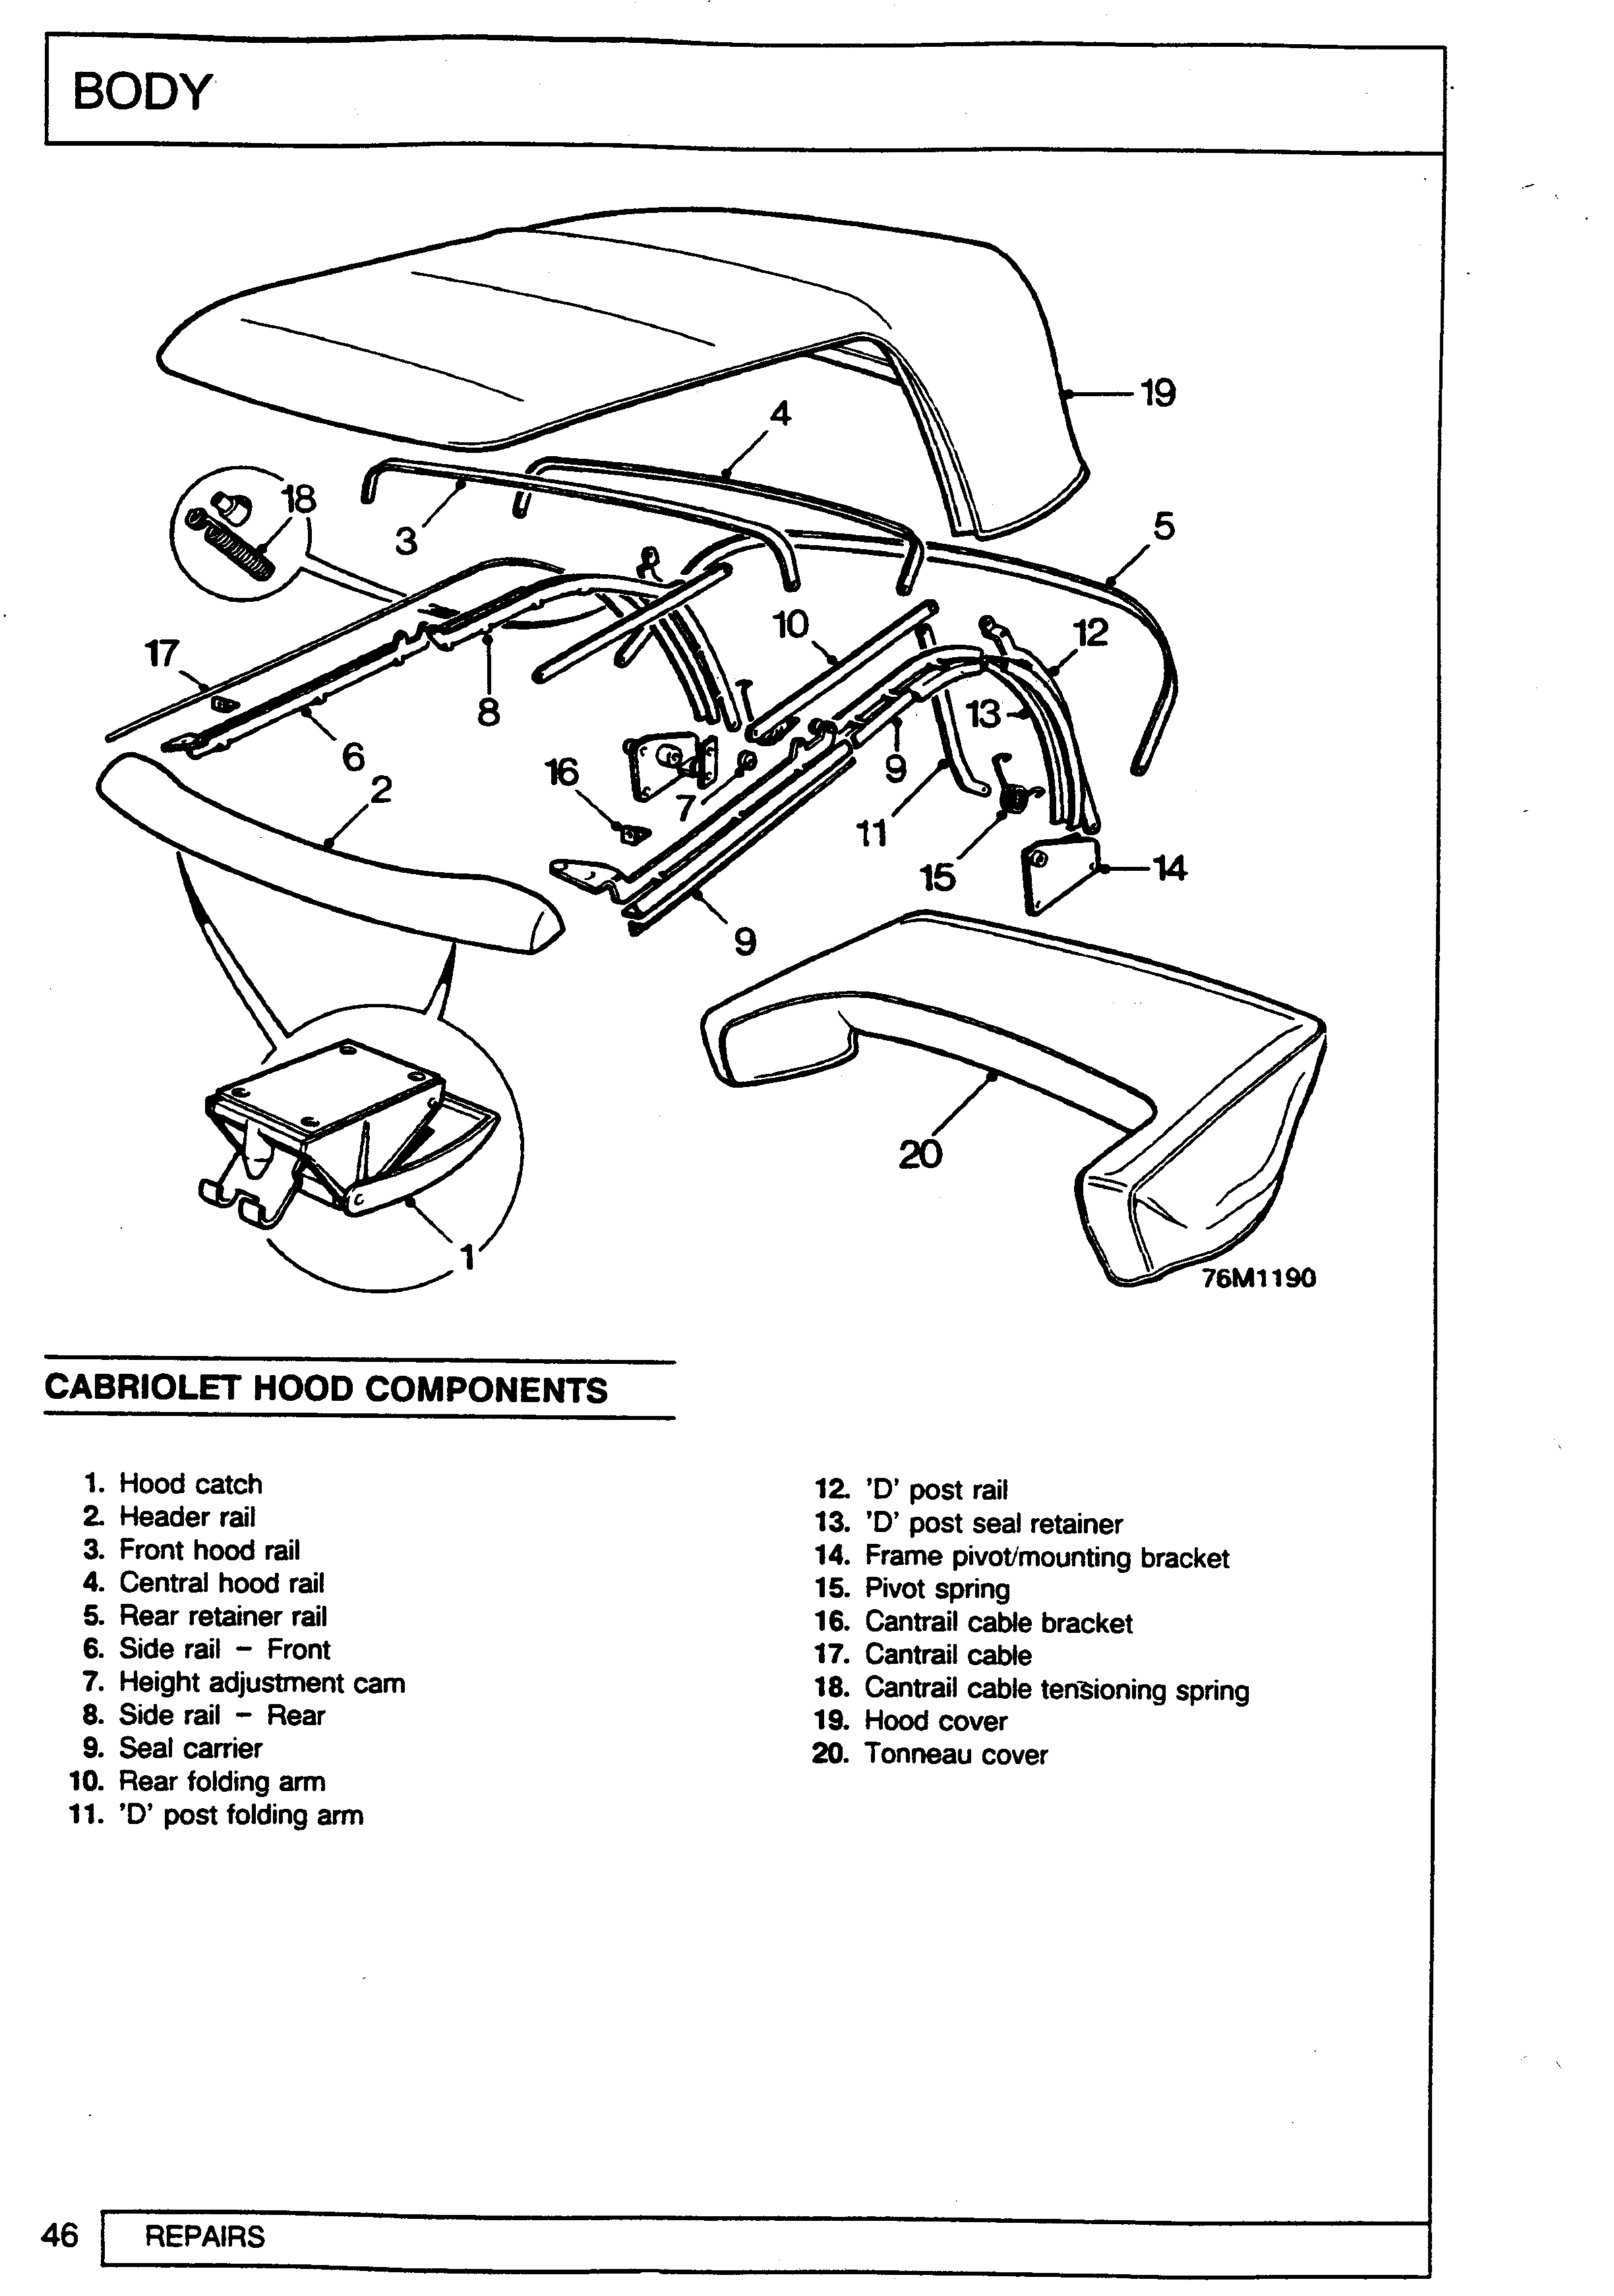 BODY
19
4
18
3
5
10
12
17
8
13
6
9
16
2
7
11
15
14
9
20
1
76M1190
CABRIOLET HOOD COMPONENTS
1. Hood catch
2. Header rail
3. Front hood rail
4. Central hood rail
5. Rear retainer rail
6. Side rail – Front
7. Height adjustment cam
8. Side rail – Rear
9. Seal carrier
10. Rear folding arm
11. 'D' post folding arm
12. 'D' post rail
13. 'D' post seal retainer
14. Frame pivot/mounting bracket
15. Pivot spring
16. Cantrail cable bracket
17. Cantrail cable
18. Cantrail cable tensioning spring
19. Hood cover
20. Tonneau cover
46
REPAIRS